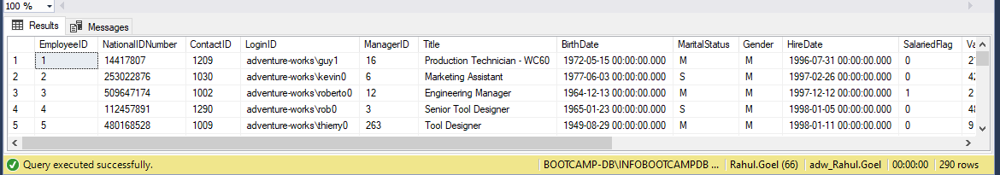 100 %
Results Messages
EmployeeID NationalIDNumber ContactID LoginID ManagerID Title BirthDate MaritalStatus Gender HireDate SalariedFlag Va
1 1 14417807 1209 adventure-works\guy1 16 Production Technician - WC60 1972-05-15 00:00:00.000 M M 1996-07-31 00:00:00.000 0 21
2 2 253022876 1030 adventure-works\kevin0 6 Marketing Assistant 1977-06-03 00:00:00.000 S M 1997-02-26 00:00:00.000 0 42
3 3 509647174 1002 adventure-works\roberto0 12 Engineering Manager 1964-12-13 00:00:00.000 M M 1997-12-12 00:00:00.000 1 2
4 4 112457891 1290 adventure-works\rob0 3 Senior Tool Designer 1965-01-23 00:00:00.000 S M 1998-01-05 00:00:00.000 0 48
5 5 480168528 1009 adventure-works\thierry0 263 Tool Designer 1949-08-29 00:00:00.000 M M 1998-01-11 00:00:00.000 0 9
Query executed successfully. BOOTCAMP-DB\INFOBOOTCAMPDB ... Rahul.Goel (66) adw_Rahul.Goel 00:00:00 290 rows